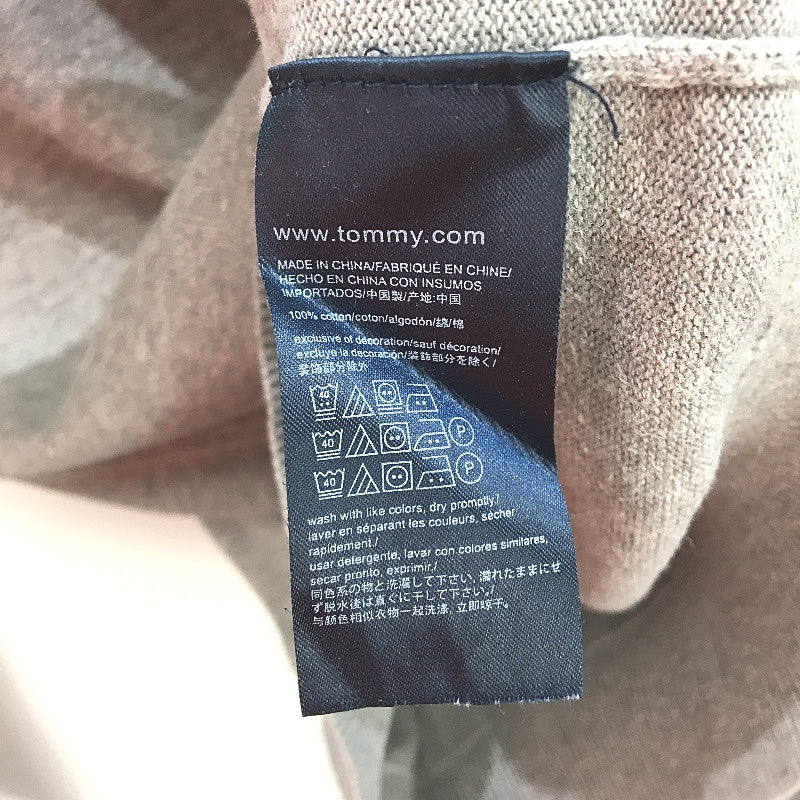 www.tommy.com
MADE IN CHINA/FABRIQUÉ EN CHINE/
HECHO EN CHINA CON INSUMOS
IMPORTADOS/中国製/产地:中国
100% cotton/coton/algodón/綿/棉
exclusive of decoration/sauf décoration/
excluye la decoración/装飾部分を除く/
装饰部分除外
40
40 P
40 P
wash with like colors, dry promptly./
laver en séparant les couleurs, sécher
rapidement./
usar detergente, lavar con colores similares,
secar pronto, exprimir./
同色系の物と洗濯して下さい, 濡れたままにせ
ず脱水後は直ぐに干して下さい。/
与颜色相似衣物一起洗涤, 立即晾干。